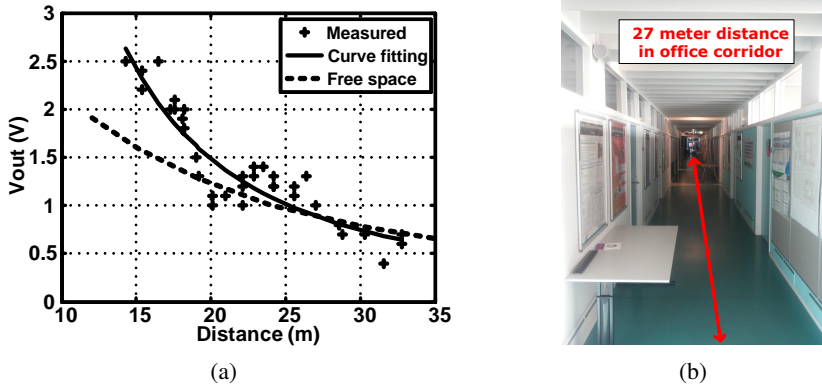 3
2.5
2
1.5
1
0.5
0
Vout (V)
Measured
Curve fitting
Free space
10 15 20 25 30 35
Distance (m)
(a)
27 meter distance
in office corridor
(b)